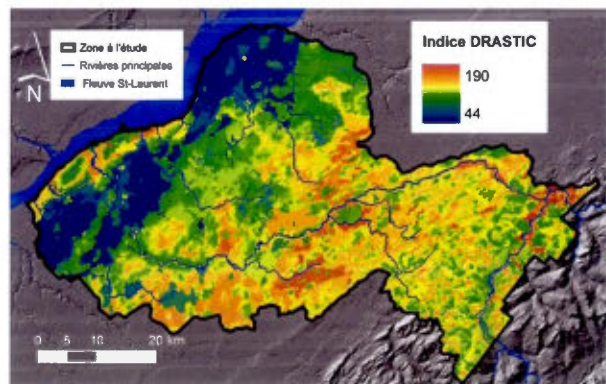 Zone à l'étude
Rivières principales
Fleuve St-Laurent
N
Indice DRASTIC
190
44
0 5 10 20 km